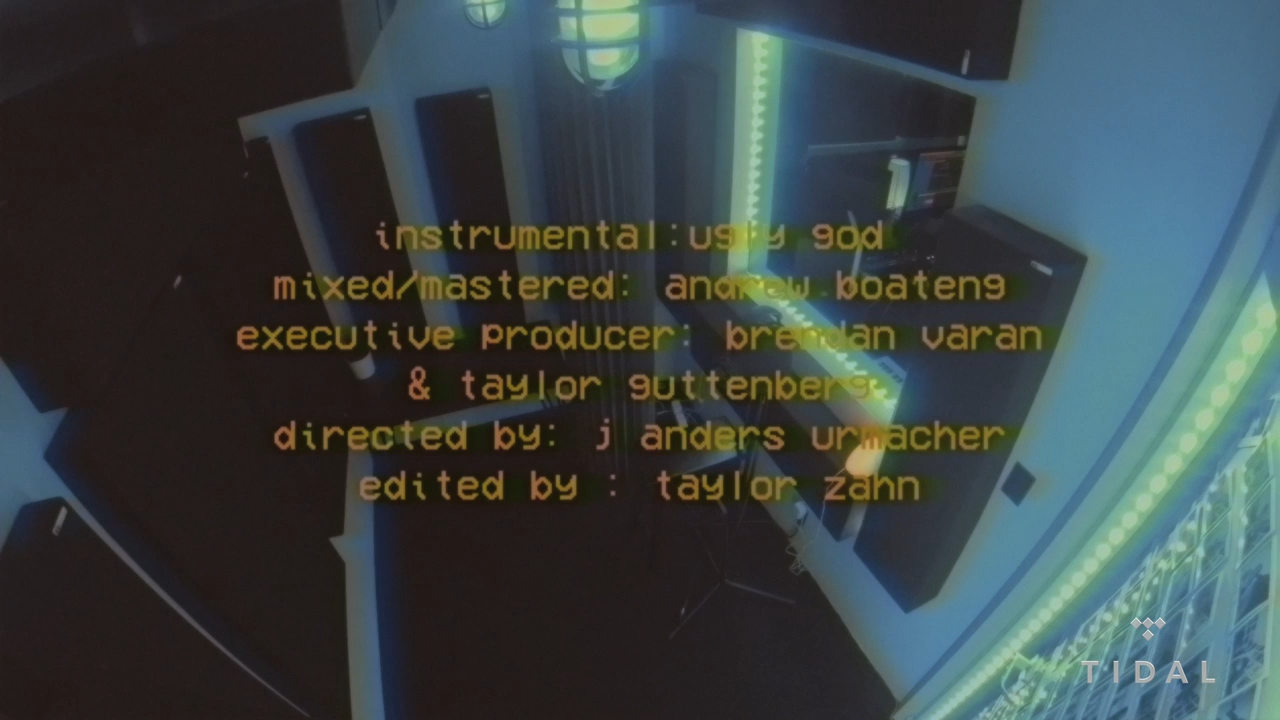 instrumental:ugly god
mixed/mastered: andrew boateng
executive producer: brendan varan
& taylor guttenberg
directed by: j anders urmacher
edited by : taylor zahn
TIDAL